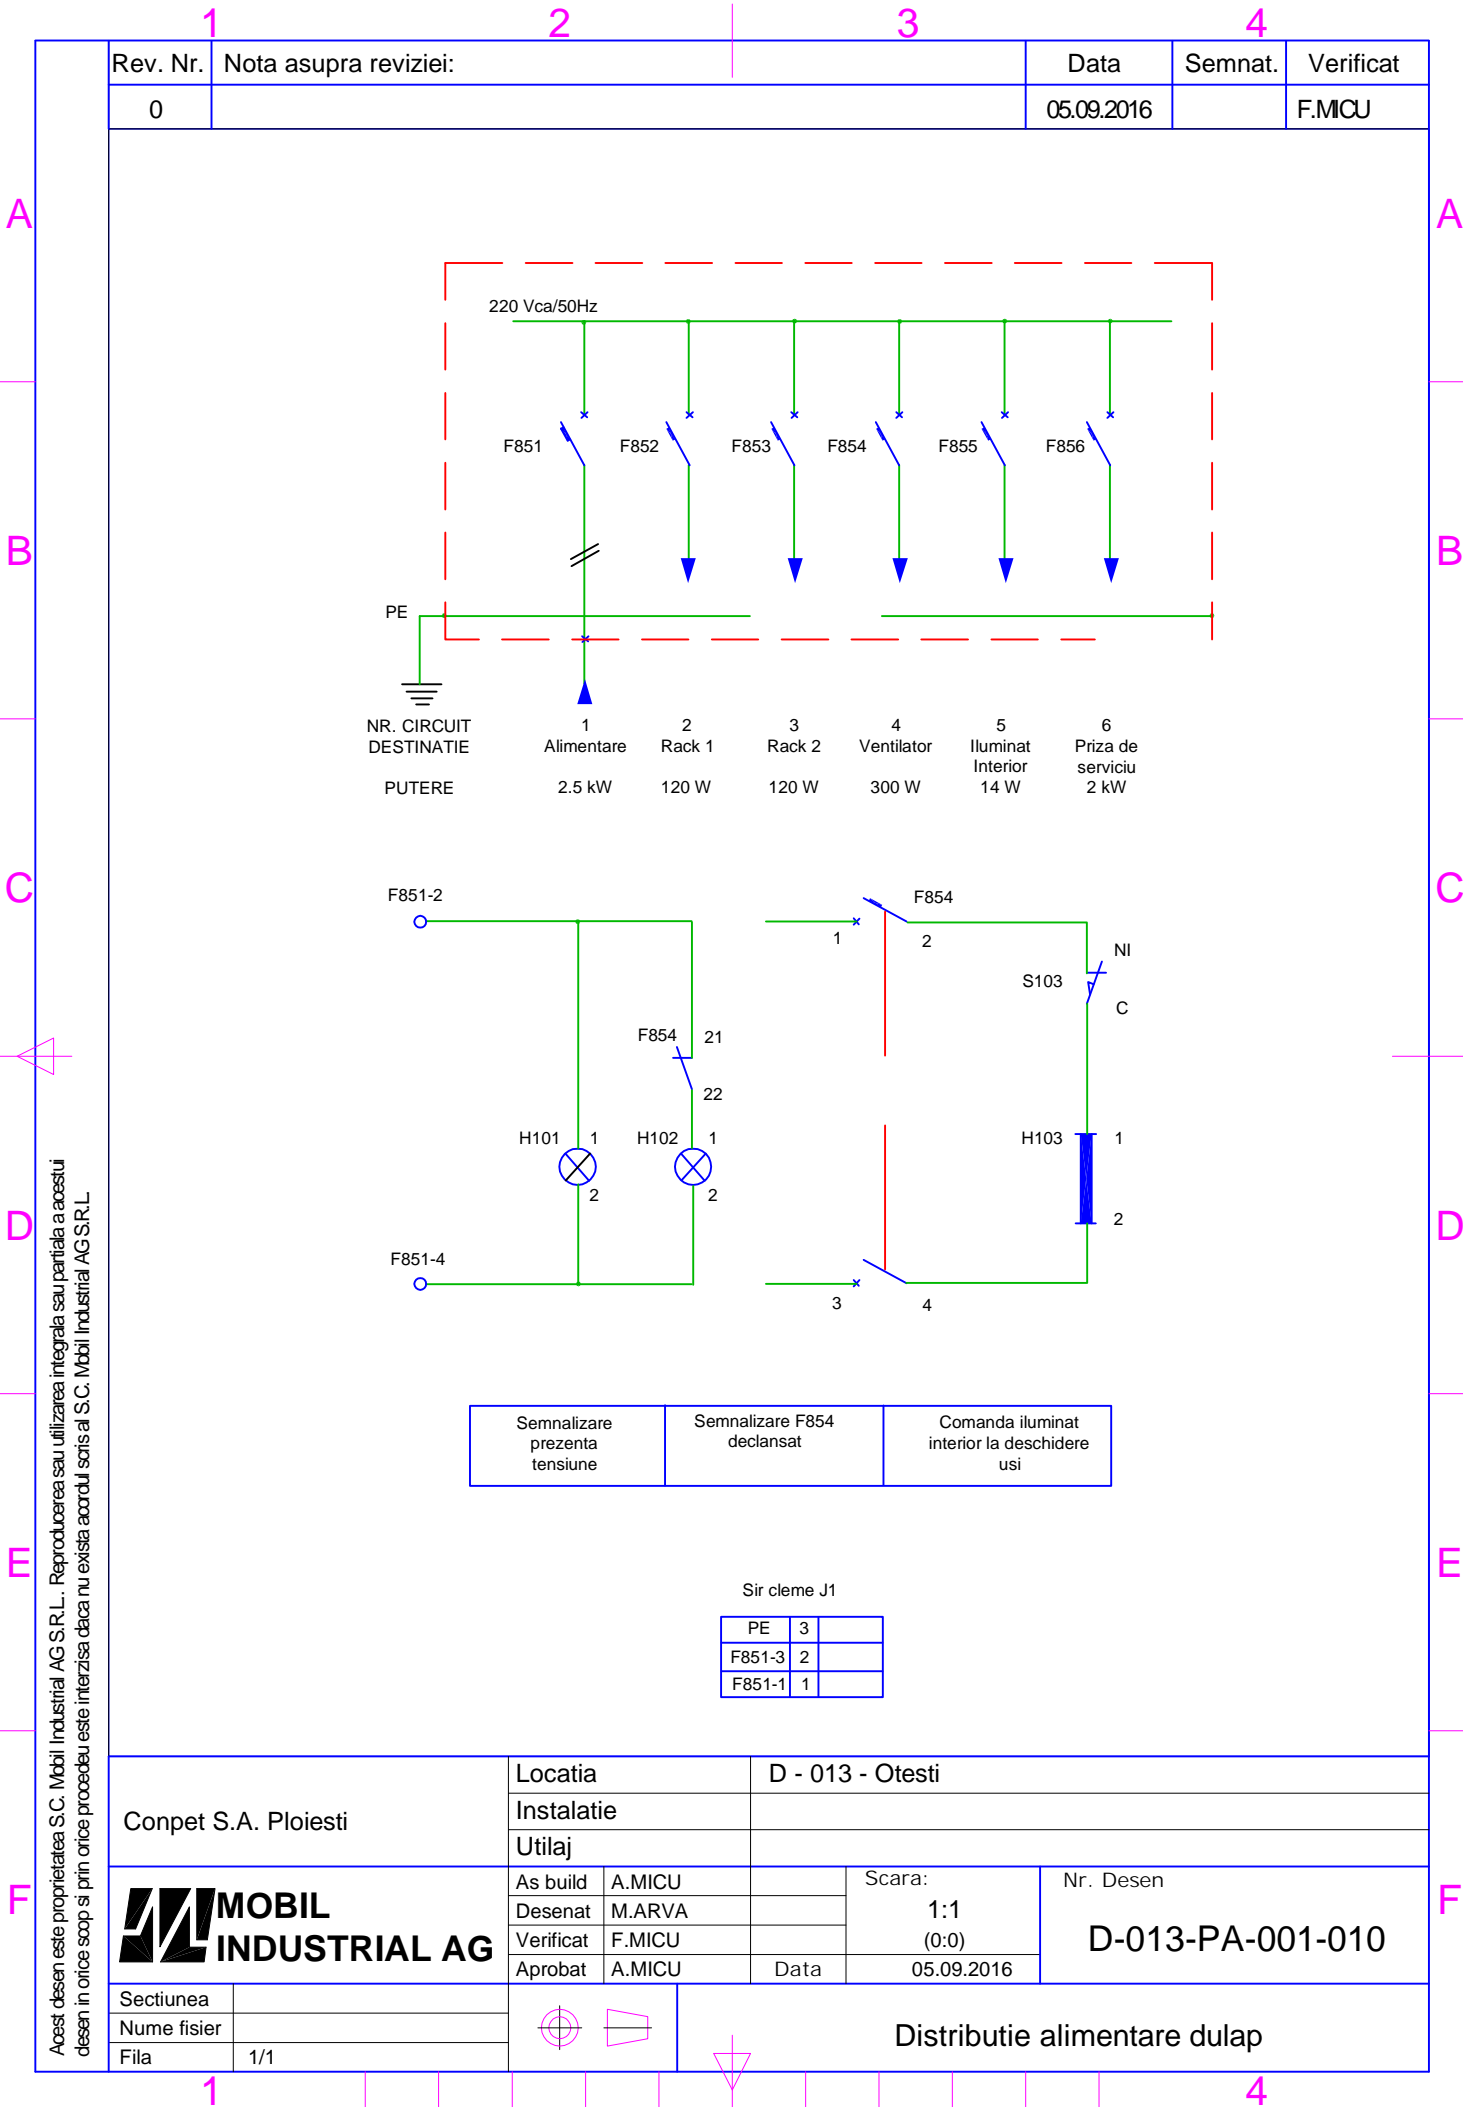 1 2 3 4
Rev. Nr. Nota asupra reviziei: Data Semnat. Verificat
0 05.09.2016 F.MICU
A A
220 Vca/50Hz
F851 F852 F853 F854 F855 F856
B B
PE
NR. CIRCUIT 1 2 3 4 5 6
DESTINATIE Alimentare Rack 1 Rack 2 Ventilator Iluminat Priza de
Interior serviciu
PUTERE 2.5 kW 120 W 120 W 300 W 14 W 2 kW
C C
F851-2 F854
1 2
NI
S103
C
F854 21
22
H101 1 H102 1 H103 1
2 2 2
D D
F851-4
3 4
Semnalizare
prezenta
tensiune
Semnalizare F854
declansat
Comanda iluminat
interior la deschidere
usi
E E
Sir cleme J1
PE 3
F851-3 2
F851-1 1
Acest desen este proprietatea S.C. Mobil Industrial AG S.R.L.. Reproducerea sau utilizarea integrala sau partiala a acestui
desen in orice scop si prin orice procedeu este interzisa daca nu exista acordul scris al S.C. Mobil Industrial AG S.R.L
Conpet S.A. Ploiesti
Locatia D - 013 - Otesti
Instalatie
Utilaj
F F
MOBIL
INDUSTRIAL AG
As build A.MICU
Desenat M.ARVA
Verificat F.MICU
Aprobat A.MICU Data 05.09.2016
Scara:
1:1
(0:0)
Nr. Desen
D-013-PA-001-010
Sectiunea
Nume fisier
Fila 1/1
Distributie alimentare dulap
1 4